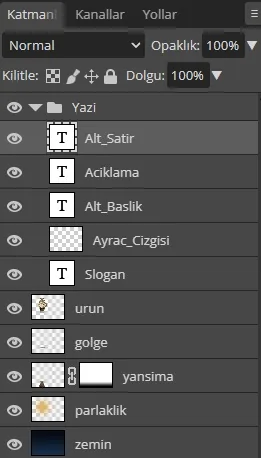 Katmanl Kanallar Yollar
Normal Opaklık: 100%
Kilitle: Dolgu: 100%
Yazi
T Alt_Satir
T Aciklama
T Alt_Baslik
Ayrac_Cizgisi
T Slogan
urun
golge
yansima
parlaklik
zemin